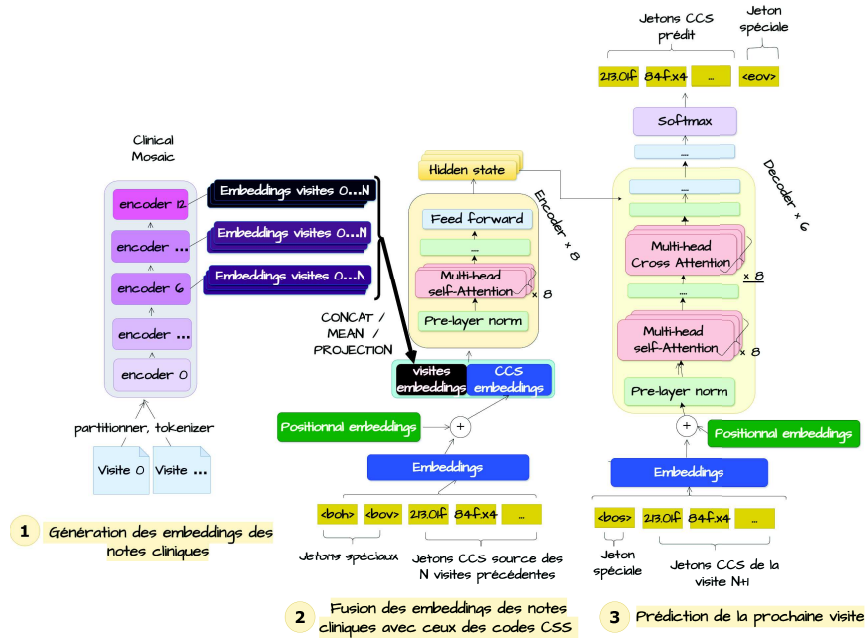 Clinical
Mosaic
encoder 12
encoder ...
encoder 6
encoder ...
encoder 0
Embeddings visites 0...N
Embeddings visites 0...N
Embeddings visites 0...N
CONCAT /
MEAN /
PROJECTION
partitionner, tokenizer
Visite 0
Visite ...
1
Génération des embeddings des
notes cliniques
Hidden state
Encoder × 8
Feed forward
...
Multi-head
self-Attention
× 8
Pre-layer norm
visites
embeddings
CCS
embeddings
Positionnal embeddings
+
Embeddings
<boh>
<bov>
213.01f
84f.x4
...
Jetons spéciaux
Jetons CCS source des
N visites précédentes
2
Fusion des embeddings des notes
cliniques avec ceux des codes CSS
Jetons CCS
prédit
Jeton
spéciale
213.01f
84f.x4
...
<eov>
Softmax
....
Decoder × 6
...
Multi-head
Cross Attention
× 8
....
Multi-head
self-Attention
× 8
Pre-layer norm
+
Positionnal embeddings
Embeddings
<bos>
213.01f
84f.x4
...
Jeton
spéciale
Jetons CCS de la
visite N+1
3
Prédiction de la prochaine visite